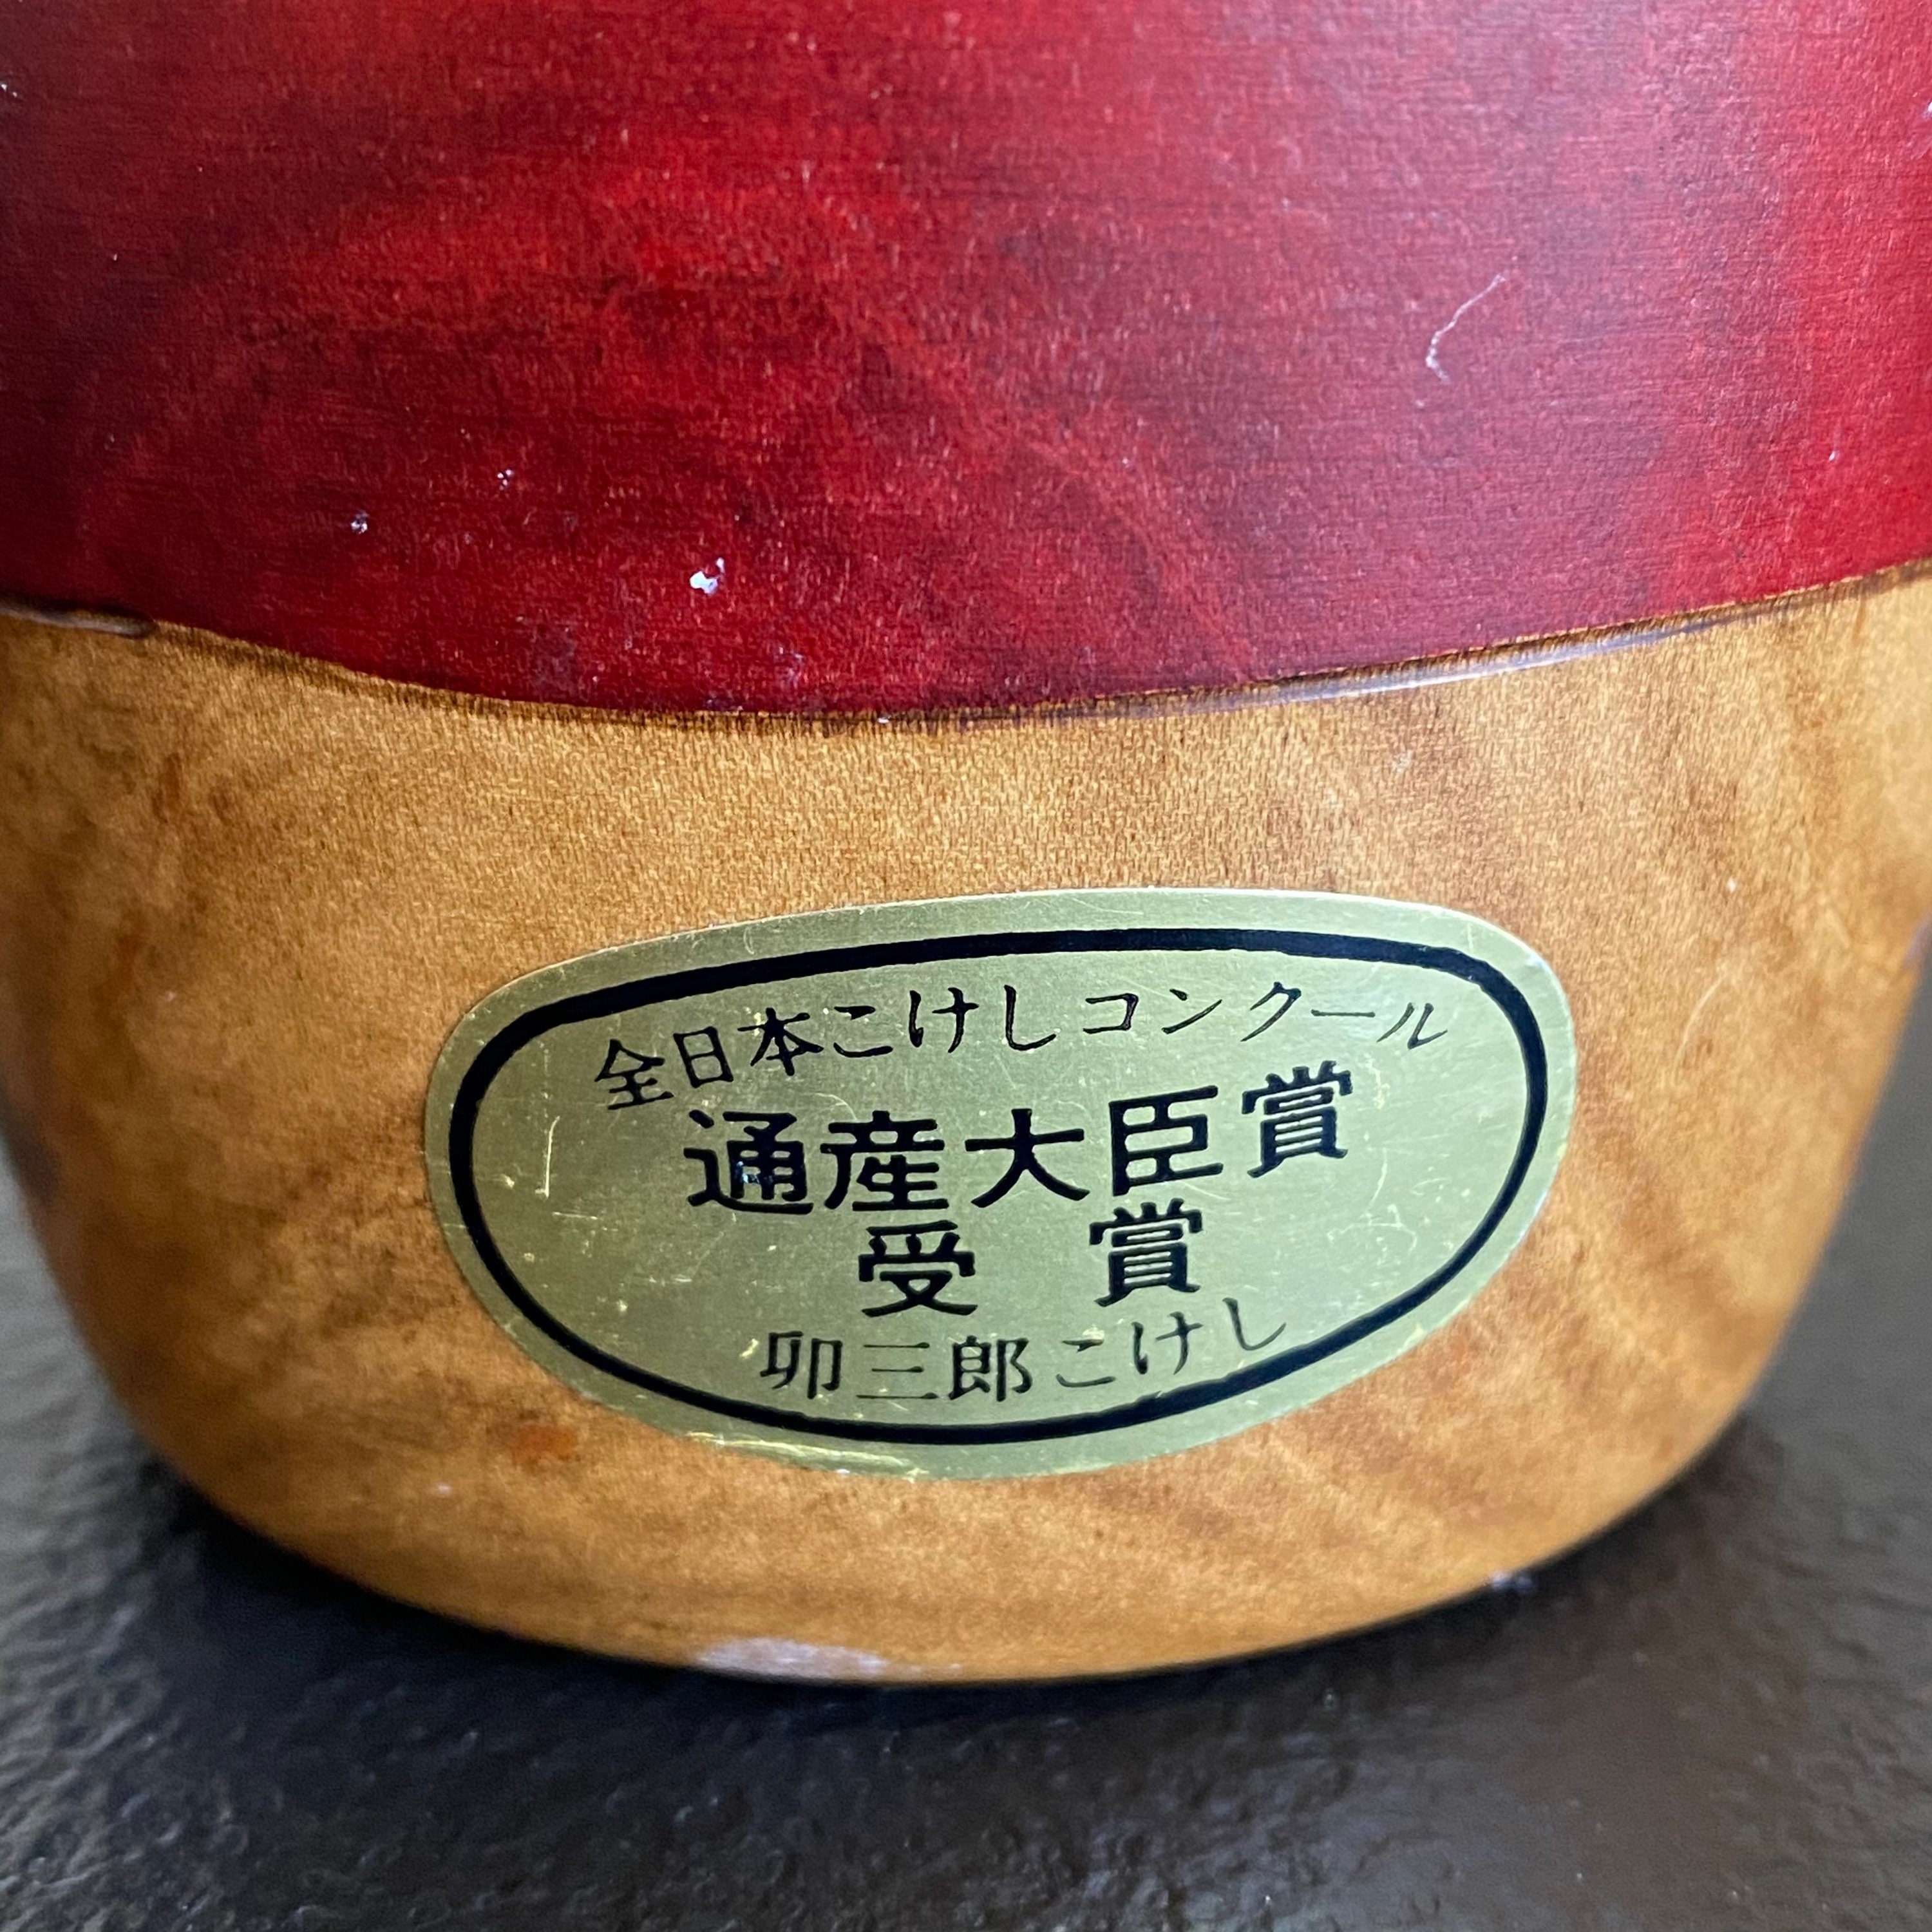 全日本こけしコンクール
通産大臣賞
受賞
卯三郎こけし